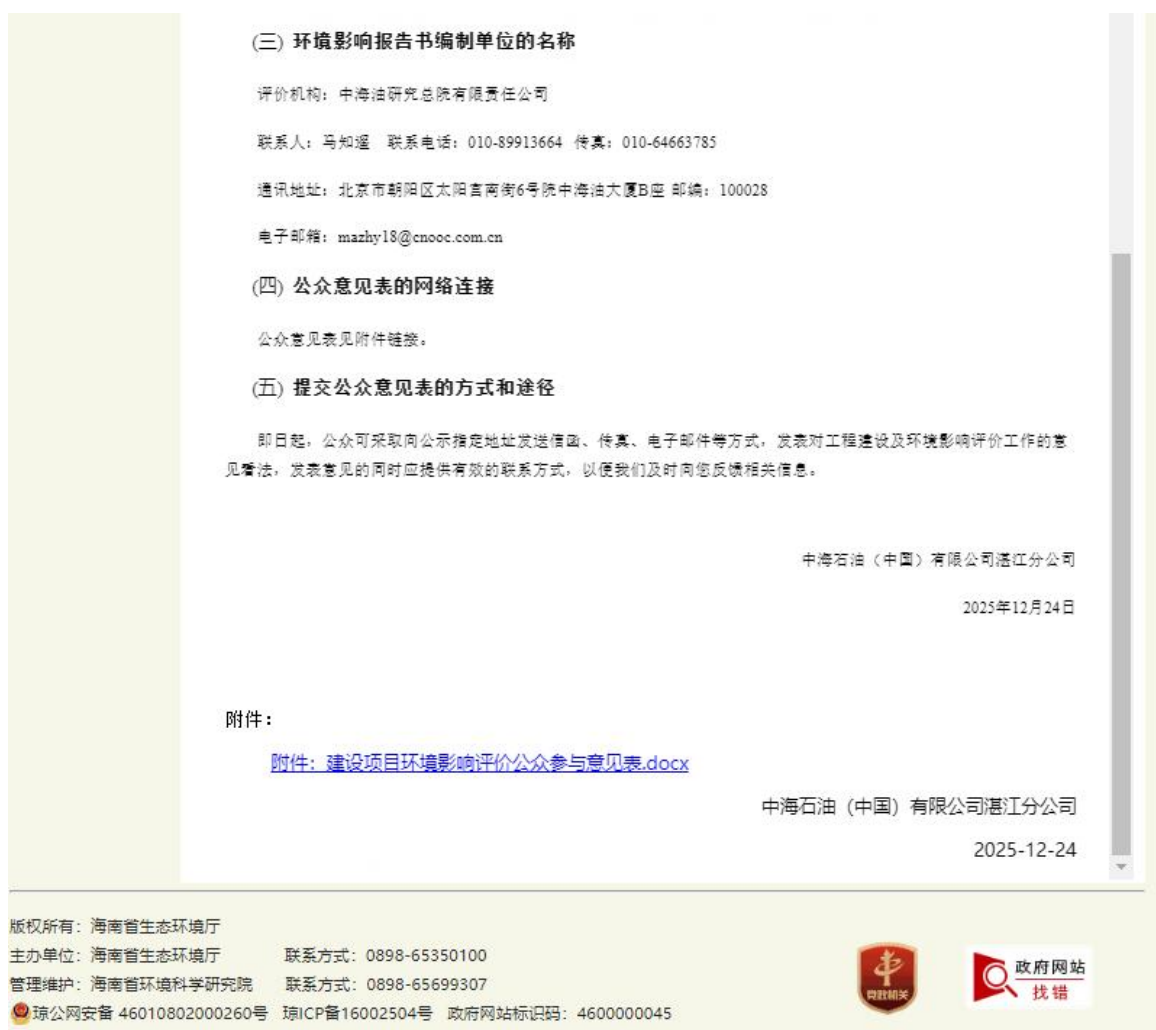 (三) 环境影响报告书编制单位的名称
评价机构：中海油研究总院有限责任公司
联系人：马知遥 联系电话：010-89913664 传真：010-64663785
通讯地址：北京市朝阳区太阳宫南街6号院中海油大厦B座 邮编：100028
电子邮箱：mazhy18@cnooc.com.cn
(四) 公众意见表的网络连接
公众意见表见附件链接。
(五) 提交公众意见表的方式和途径
即日起，公众可采取向公示指定地址发送信函、传真、电子邮件等方式，发表对工程建设及环境影响评价工作的意
见看法，发表意见的同时应提供有效的联系方式，以便我们及时向您反馈相关信息。
中海石油（中国）有限公司湛江分公司
2025年12月24日
附件：
附件：建设项目环境影响评价公众参与意见表.docx
中海石油（中国）有限公司湛江分公司
2025-12-24
版权所有：海南省生态环境厅
主办单位：海南省生态环境厅 联系方式：0898-65350100
管理维护：海南省环境科学研究院 联系方式：0898-65699307
琼公网安备 46010802000260号 琼ICP备16002504号 政府网站标识码：4600000045
党政机关
政府网站
找错